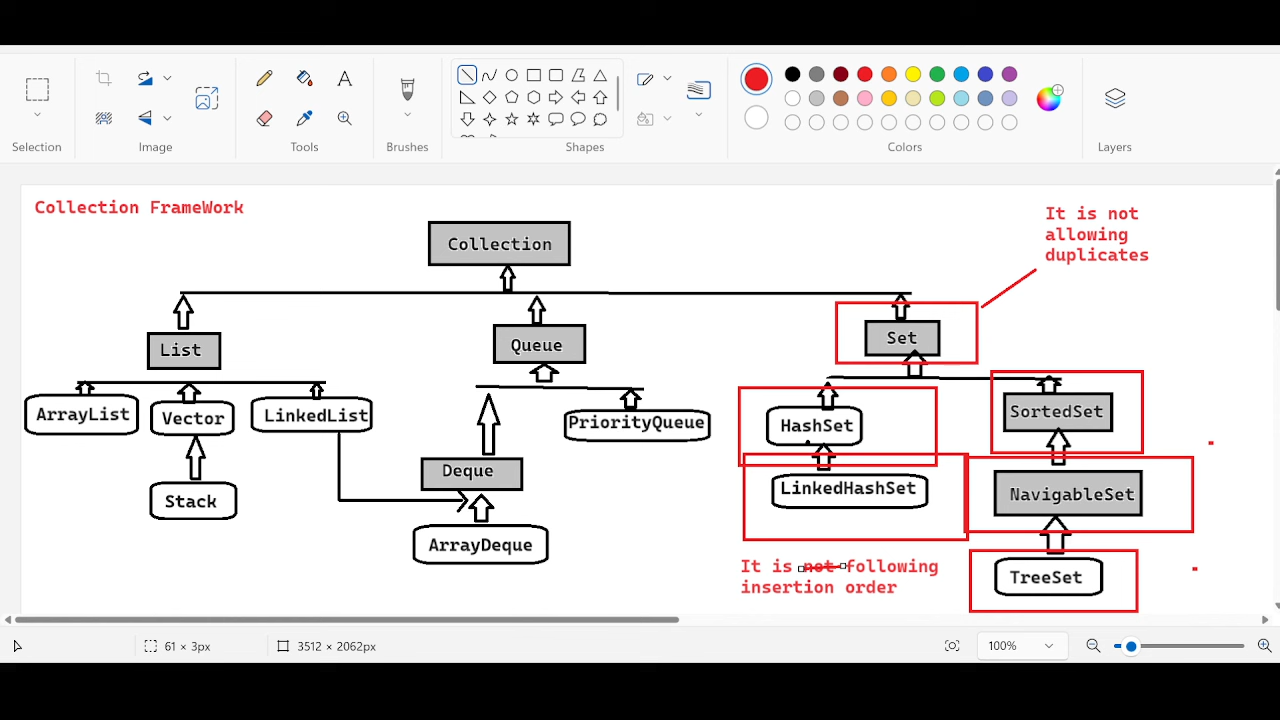 Selection
Image
Tools
Brushes
Shapes
Colors
Layers
Collection FrameWork
It is not
allowing
duplicates
Collection
List
Queue
Set
ArrayList
Vector
LinkedList
PriorityQueue
HashSet
SortedSet
Deque
LinkedHashSet
NavigableSet
Stack
ArrayDeque
TreeSet
It is not following
insertion order
61 × 3px
3512 × 2062px
100%